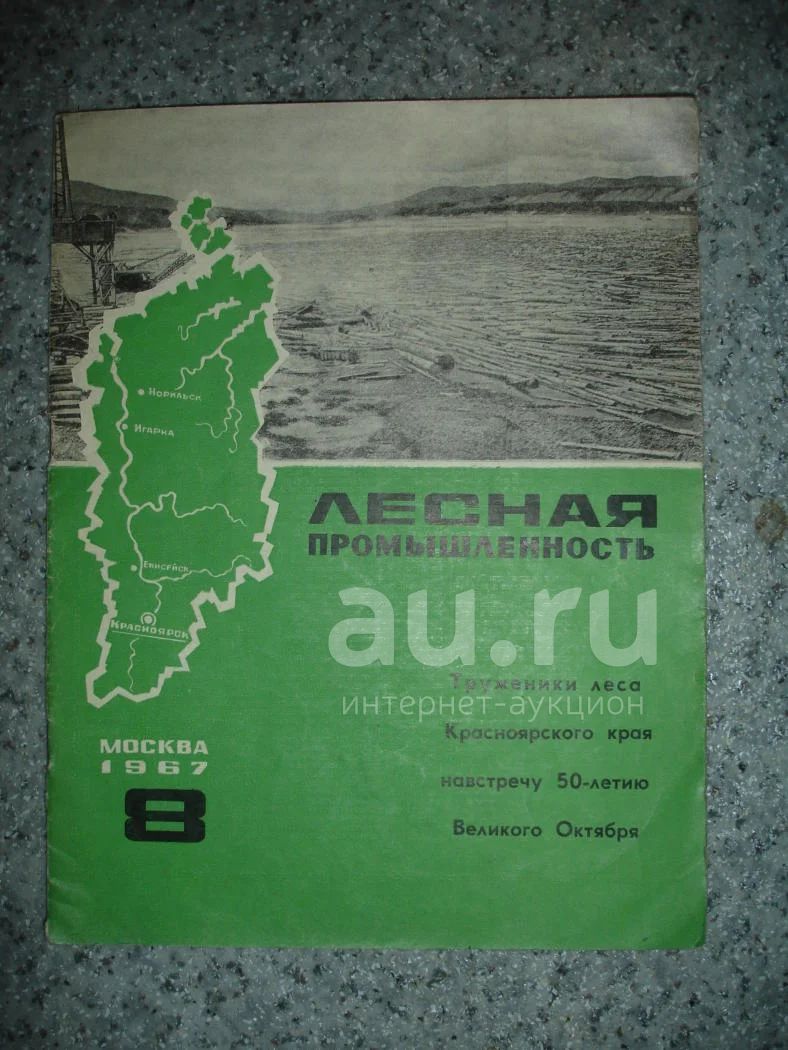 Норильск
Игарка
Енисейск
Красноярск
ЛЕСНАЯ
ПРОМЫШЛЕННОСТЬ
au.ru
интернет-аукцион
Труженики леса
Красноярского края
навстречу 50-летию
Великого Октября
МОСКВА
1967
8